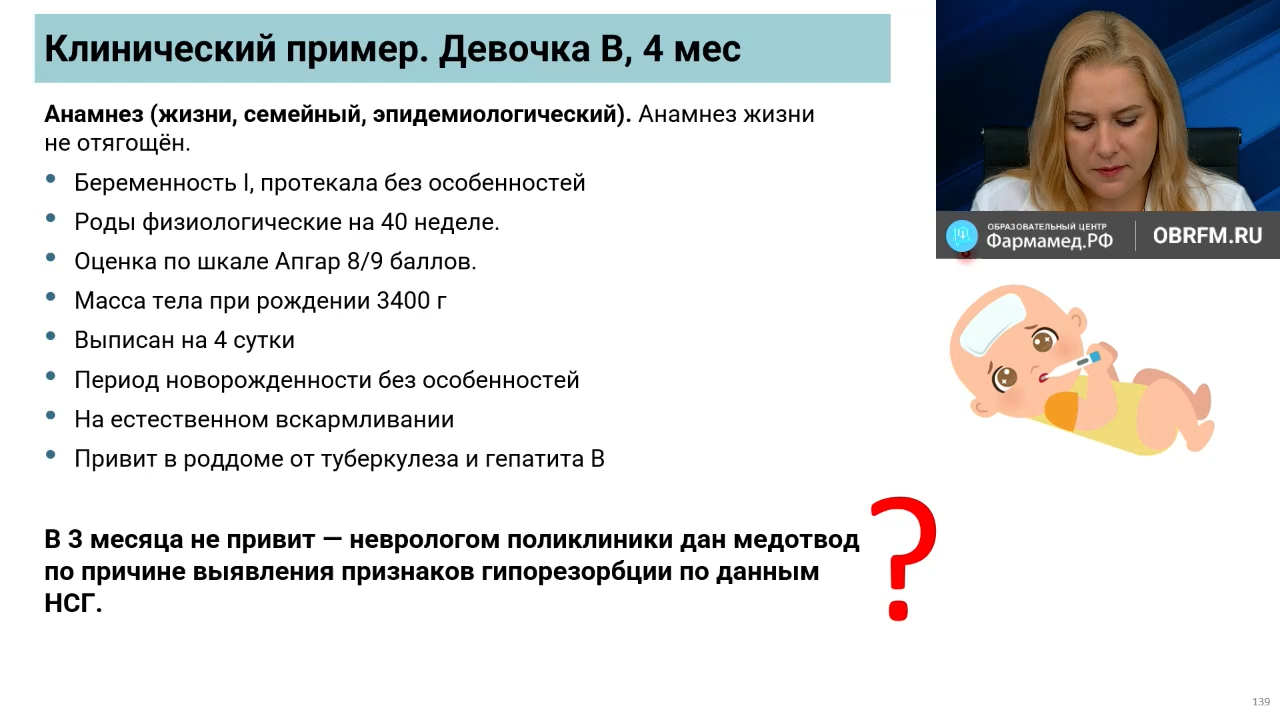 Клинический пример. Девочка В, 4 мес
Анамнез (жизни, семейный, эпидемиологический). Анамнез жизни
не отягощён.
• Беременность I, протекала без особенностей
• Роды физиологические на 40 неделе.
• Оценка по шкале Апгар 8/9 баллов.
• Масса тела при рождении 3400 г
• Выписан на 4 сутки
• Период новорожденности без особенностей
• На естественном вскармливании
• Привит в роддоме от туберкулеза и гепатита В
В 3 месяца не привит — неврологом поликлиники дан медотвод
по причине выявления признаков гипорезорбции по данным
НСГ.
?
ОБРАЗОВАТЕЛЬНЫЙ ЦЕНТР
Фармамед.РФ
OBRFM.RU
139